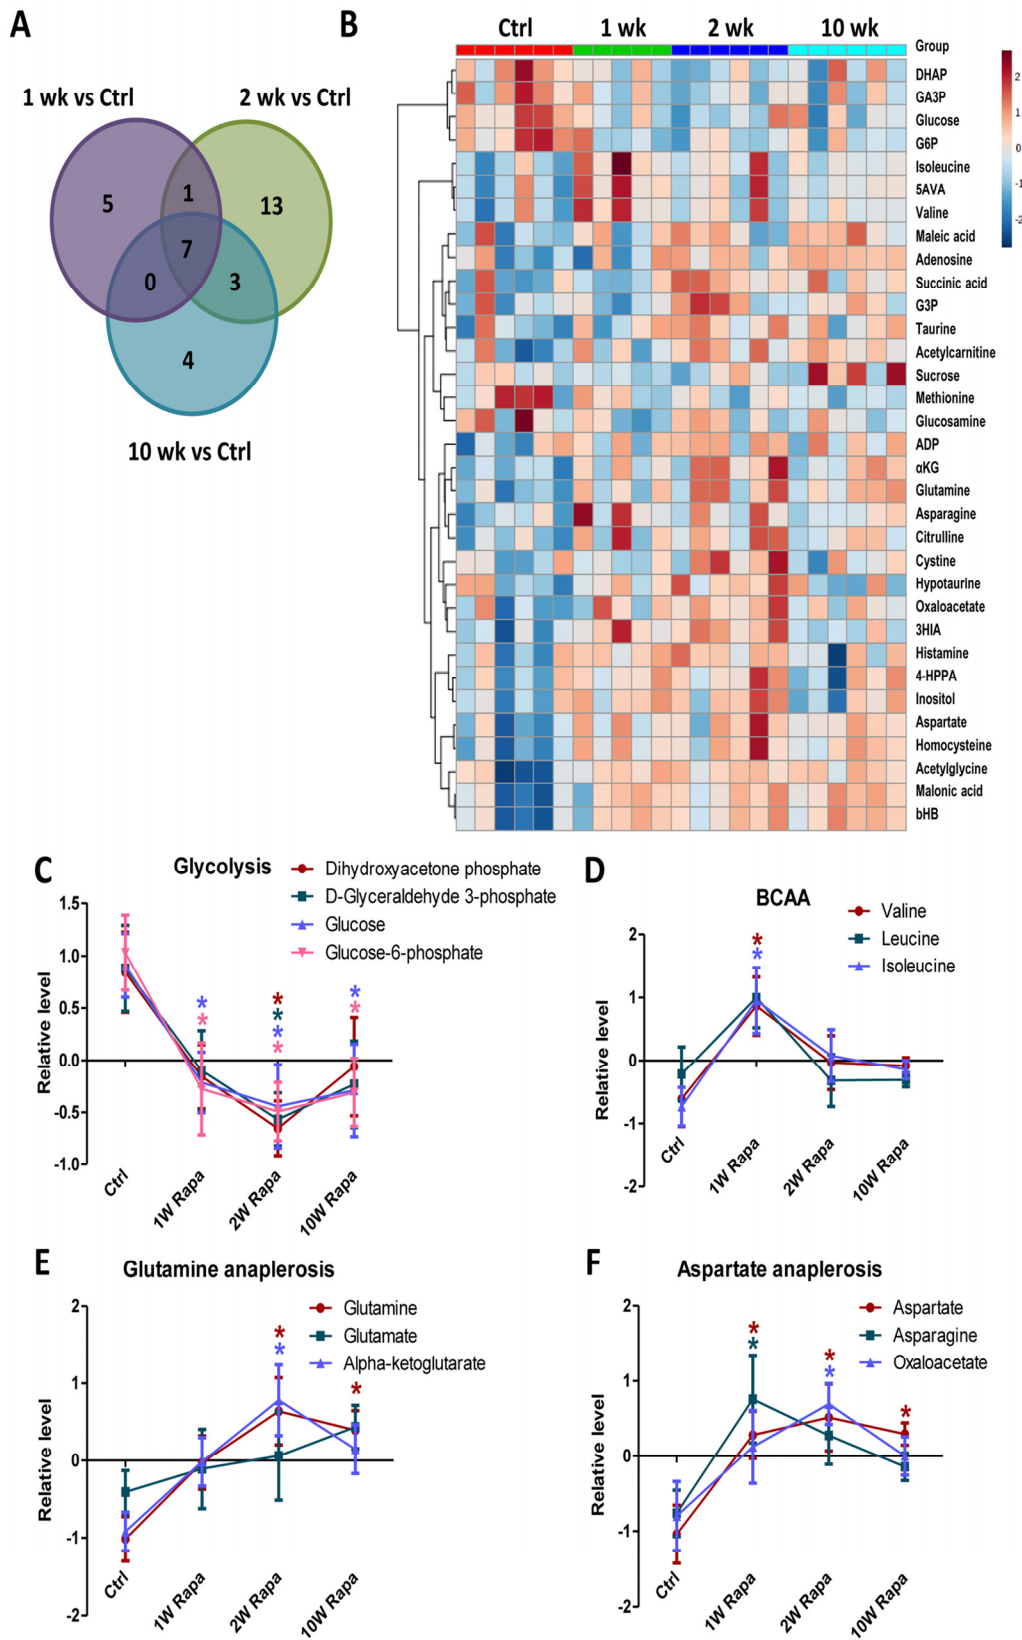 A
1 wk vs Ctrl
2 wk vs Ctrl
5
1
13
7
0
3
4
10 wk vs Ctrl
B
Ctrl
1 wk
2 wk
10 wk
Group
DHAP
GA3P
Glucose
G6P
Isoleucine
5AVA
Valine
Maleic acid
Adenosine
Succinic acid
G3P
Taurine
Acetylcarnitine
Sucrose
Methionine
Glucosamine
ADP
αKG
Glutamine
Asparagine
Citrulline
Cystine
Hypotaurine
Oxaloacetate
3HIA
Histamine
4-HPPA
Inositol
Aspartate
Homocysteine
Acetylglycine
Malonic acid
bHB
2
1
0
-1
-2
C
Glycolysis
Dihydroxyacetone phosphate
D-Glyceraldehyde 3-phosphate
Glucose
Glucose-6-phosphate
Relative level
1.5
1.0
0.5
0.0
-0.5
-1.0
* *
* * * *
* *
Ctrl
1W Rapa
2W Rapa
10W Rapa
D
BCAA
Valine
Leucine
Isoleucine
Relative level
2
1
0
-1
-2
* *
Ctrl
1W Rapa
2W Rapa
10W Rapa
E
Glutamine anaplerosis
Glutamine
Glutamate
Alpha-ketoglutarate
Relative level
2
1
0
-1
-2
* *
*
Ctrl
1W Rapa
2W Rapa
10W Rapa
F
Aspartate anaplerosis
Aspartate
Asparagine
Oxaloacetate
Relative level
2
1
0
-1
-2
* *
* *
*
Ctrl
1W Rapa
2W Rapa
10W Rapa